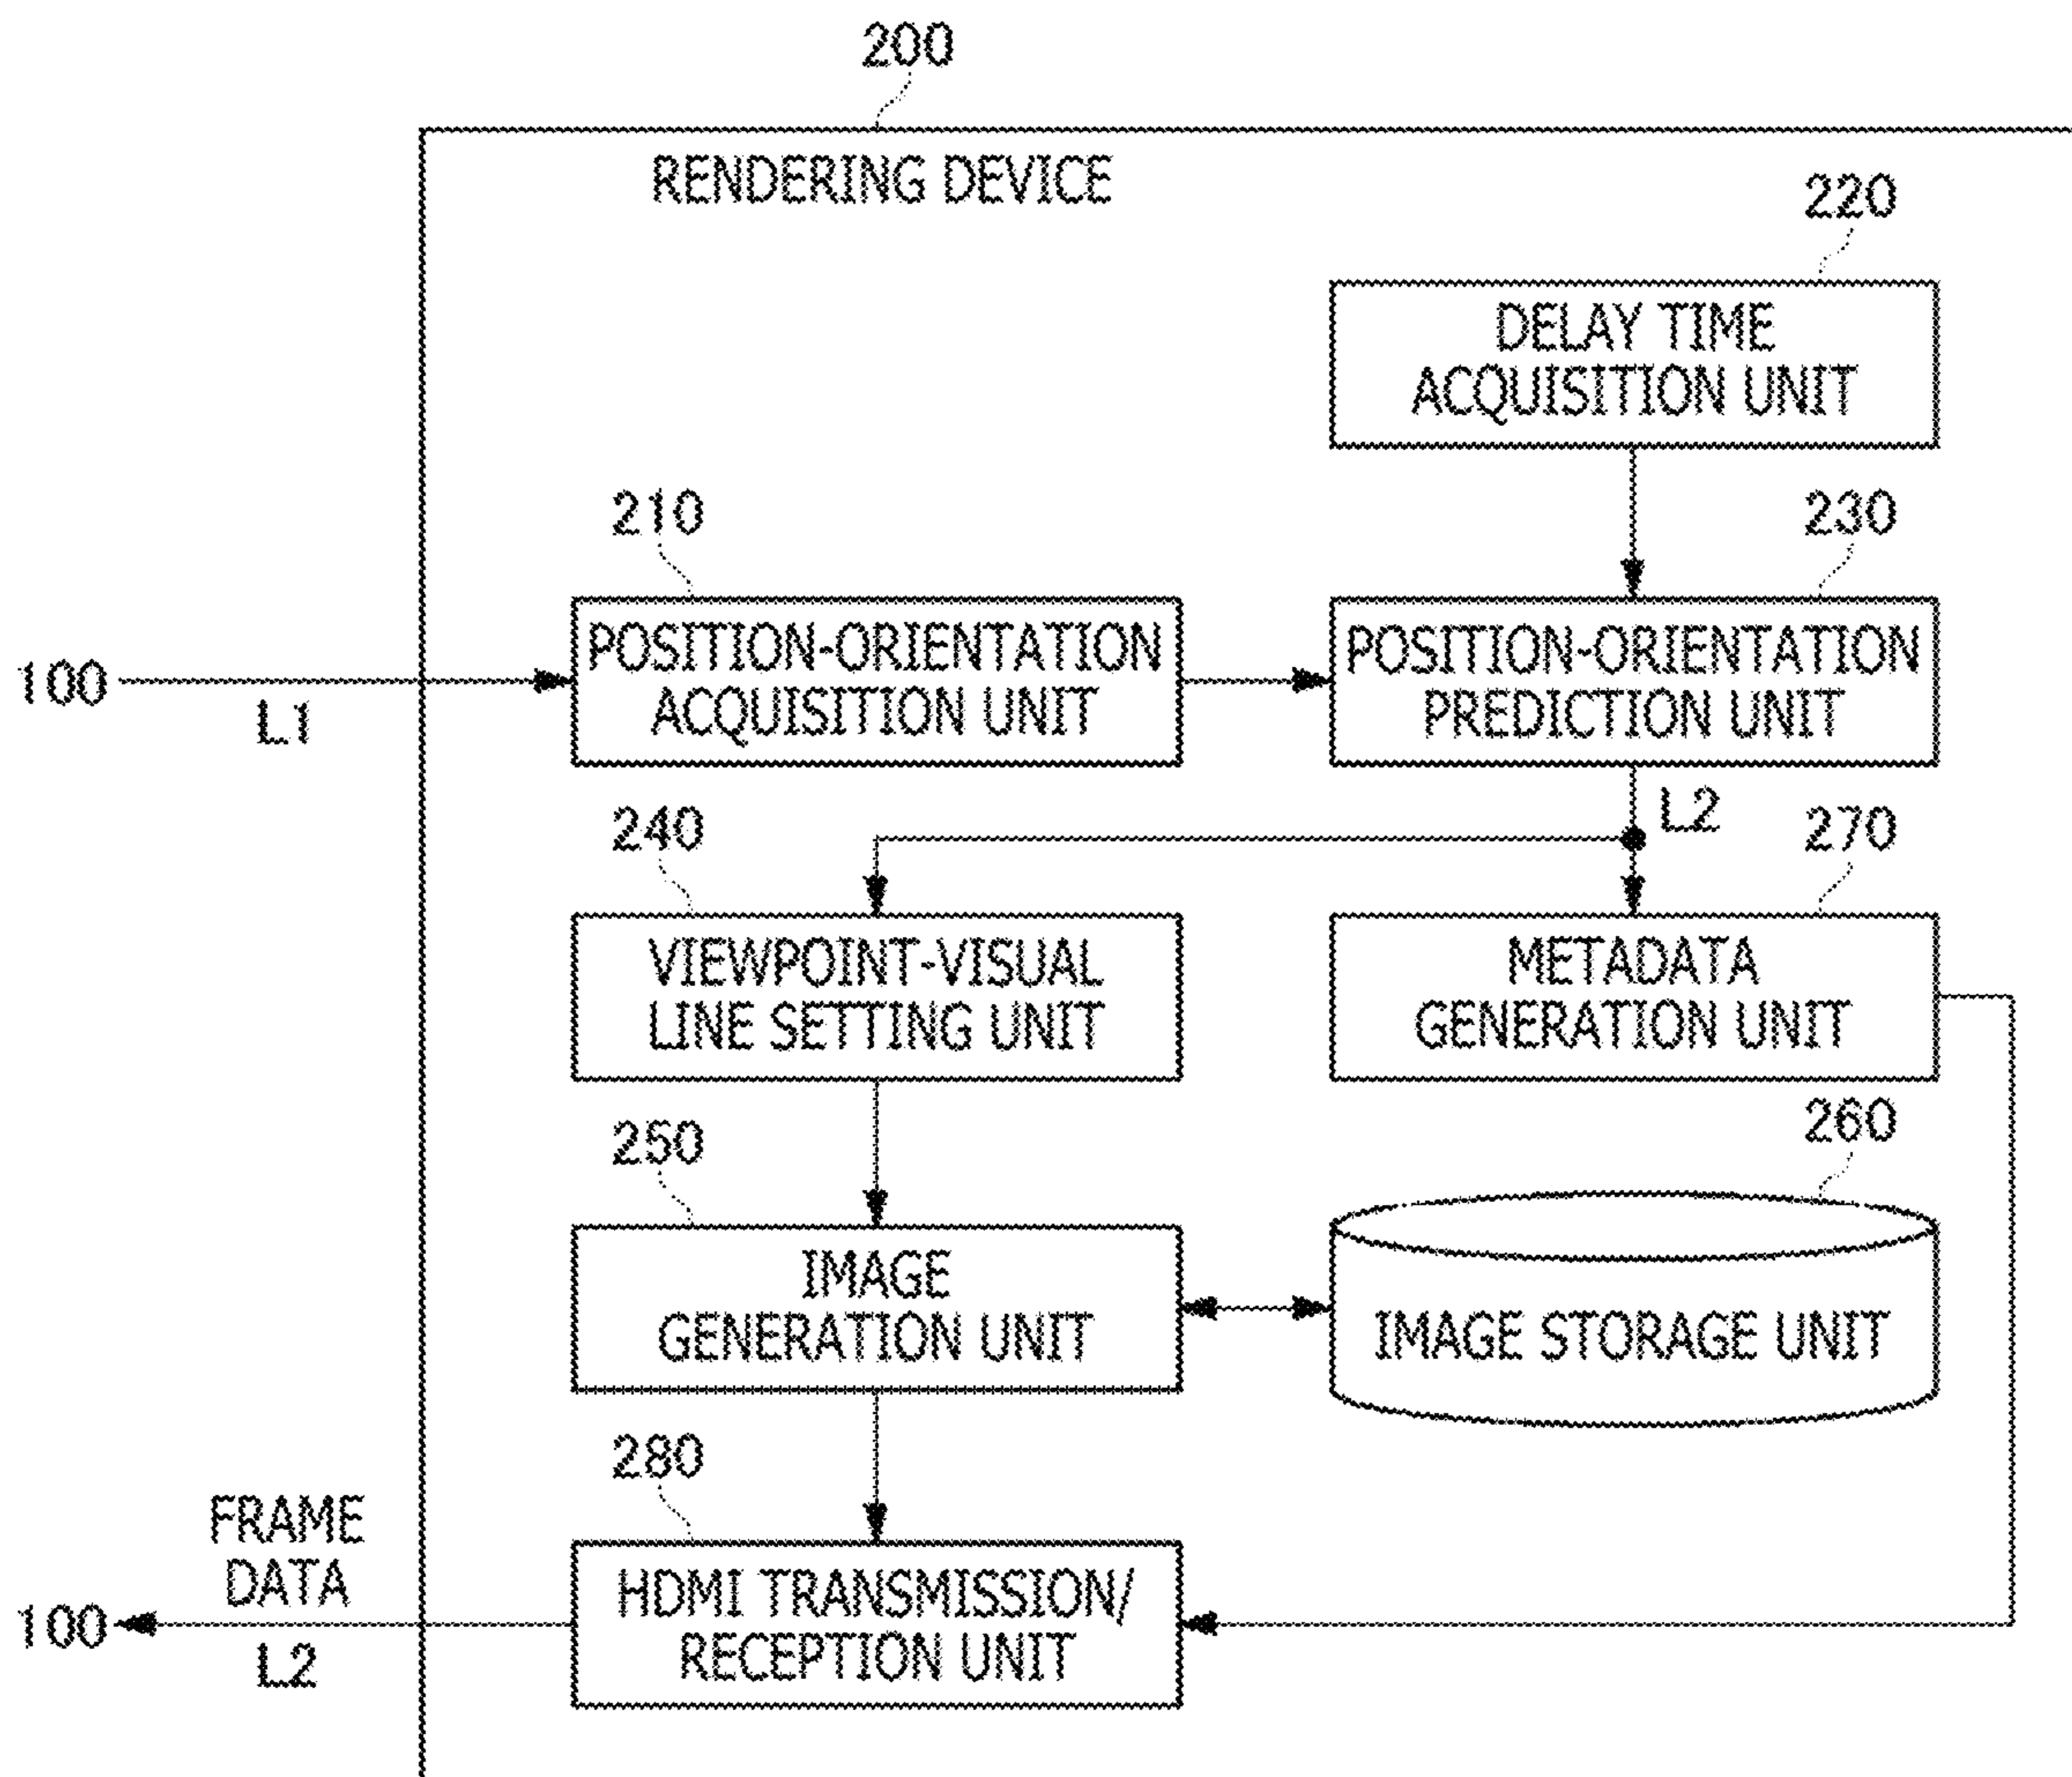 200
RENDERING DEVICE
220
DELAY TIME
ACQUISITION UNIT
210
230
POSITION-ORIENTATION
ACQUISITION UNIT
POSITION-ORIENTATION
PREDICTION UNIT
100
L1
L2
240
270
VIEWPOINT-VISUAL
LINE SETTING UNIT
METADATA
GENERATION UNIT
250
260
IMAGE
GENERATION UNIT
IMAGE STORAGE UNIT
280
FRAME
DATA
HDMI TRANSMISSION/
RECEPTION UNIT
100
L2